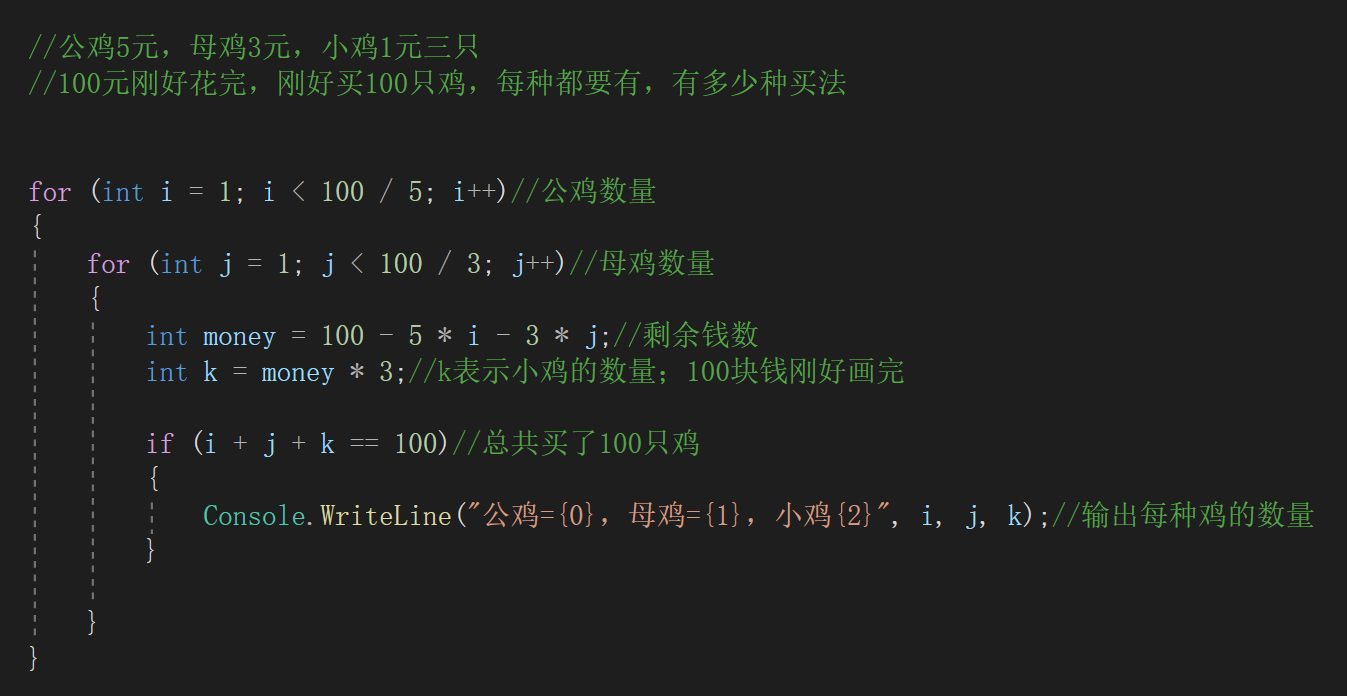 //公鸡5元，母鸡3元，小鸡1元三只
//100元刚好花完，刚好买100只鸡，每种都要有，有多少种买法
for (int i = 1; i < 100 / 5; i++)//公鸡数量
{
for (int j = 1; j < 100 / 3; j++)//母鸡数量
{
int money = 100 - 5 * i - 3 * j;//剩余钱数
int k = money * 3;//k表示小鸡的数量；100块钱刚好画完
if (i + j + k == 100)//总共买了100只鸡
{
Console.WriteLine("公鸡={0}，母鸡={1}，小鸡{2}", i, j, k);//输出每种鸡的数量
}
}
}